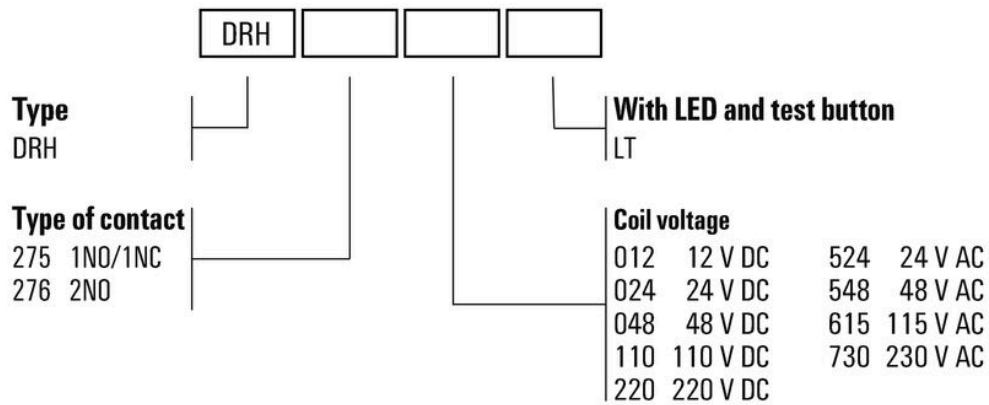 DRH
Type
DRH
With LED and test button
LT
Type of contact
275 1NO/1NC
276 2NO
Coil voltage
012 12 V DC 524 24 V AC
024 24 V DC 548 48 V AC
048 48 V DC 615 115 V AC
110 110 V DC 730 230 V AC
220 220 V DC